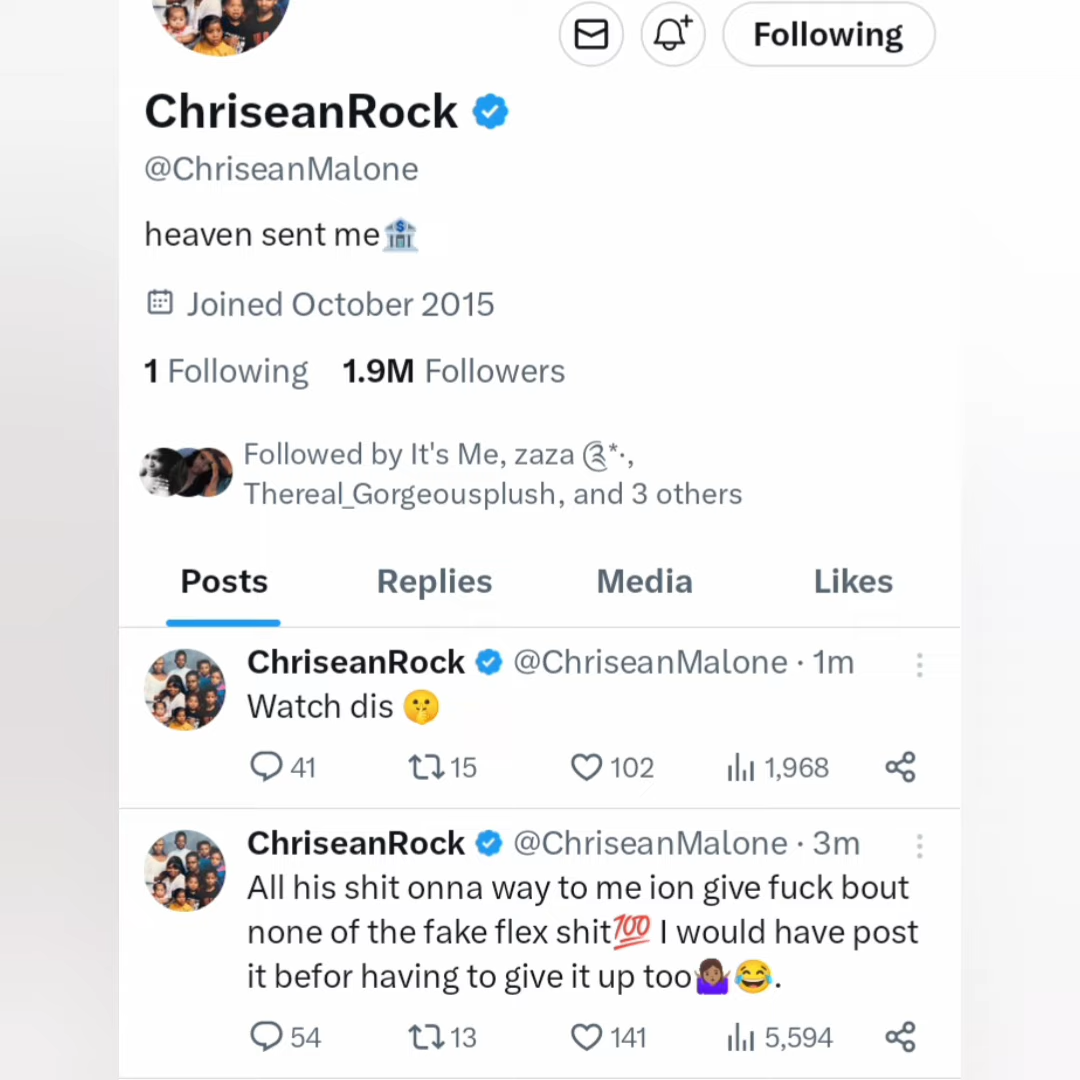 Following
ChriseanRock
@ChriseanMalone
heaven sent me🏦
Joined October 2015
1 Following 1.9M Followers
Followed by It's Me, zaza ༊*·,
Thereal_Gorgeousplush, and 3 others
Posts Replies Media Likes
ChriseanRock @ChriseanMalone · 1m
Watch dis 🤫
41 15 102 1,968
ChriseanRock @ChriseanMalone · 3m
All his shit onna way to me ion give fuck bout
none of the fake flex shit💯 I would have post
it befor having to give it up too🤷🏾‍♀️😂.
54 13 141 5,594